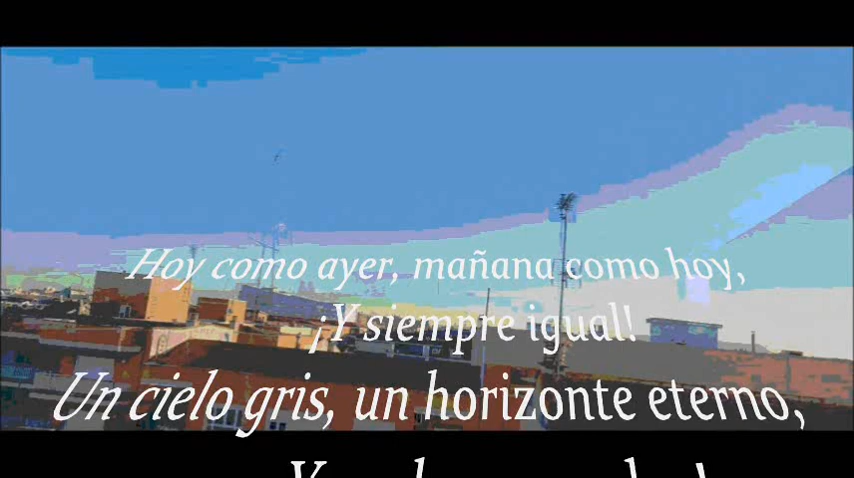 Hoy como ayer, mañana como hoy,
¡Y siempre igual!
Un cielo gris, un horizonte eterno,